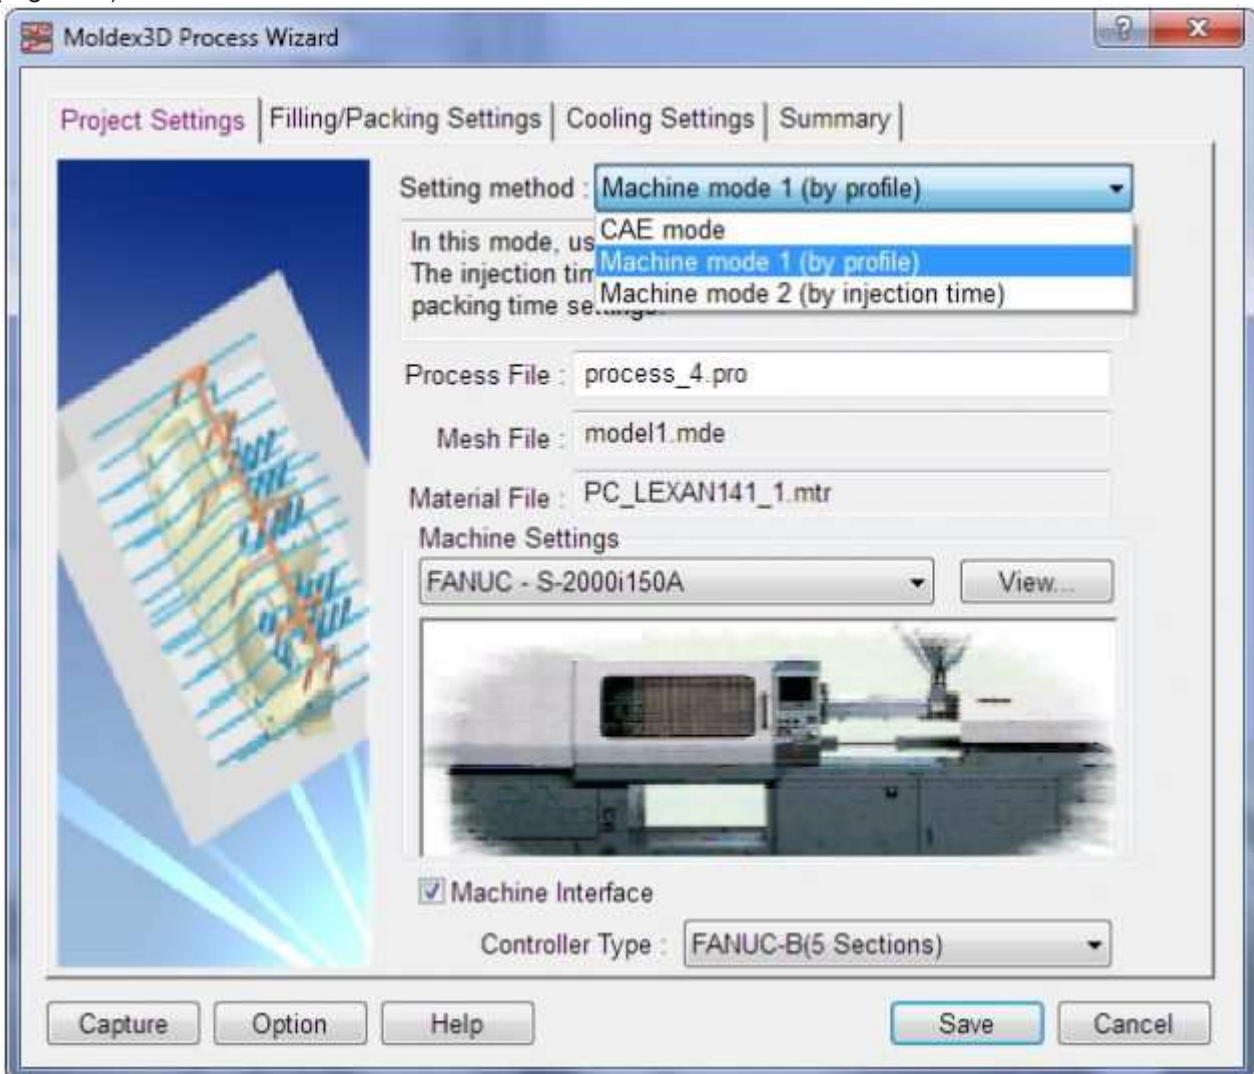 Moldex3D Process Wizard
Project Settings Filling/Packing Settings Cooling Settings Summary
Setting method : Machine mode 1 (by profile)
CAE mode
Machine mode 1 (by profile)
Machine mode 2 (by injection time)
In this mode, us
The injection tim
packing time
Process File : process_4.pro
Mesh File : model1.mde
Material File : PC_LEXAN141_1.mtr
Machine Settings
FANUC - S-2000i150A View...
Machine Interface
Controller Type : FANUC-B(5 Sections)
Capture Option Help Save Cancel